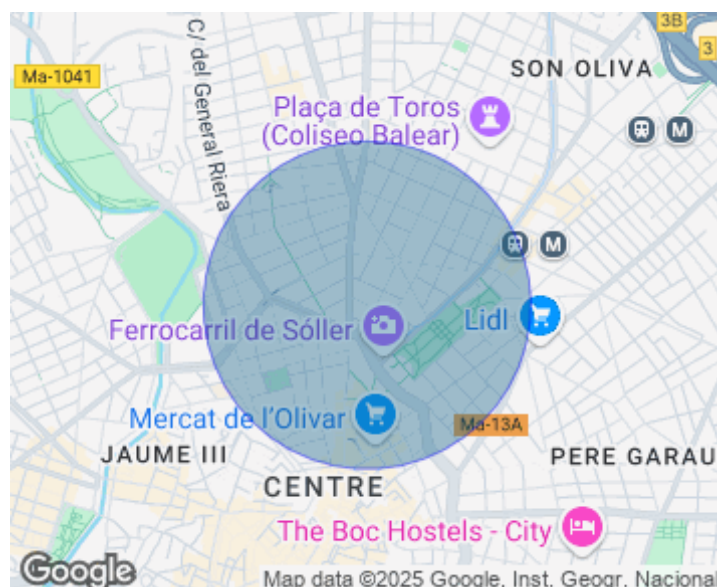 3B
C/ del General Riera
3
SON OLIVA
Ma-1041
Plaça de Toros
(Coliseo Balear)
M
M
Ferrocarril de Sóller
Lidl
Mercat de l'Olivar
Ma-13A
JAUME III
PERE GARAU
CENTRE
The Boc Hostels - City
Google
Map data ©2025 Google, Inst. Geogr. Nacional